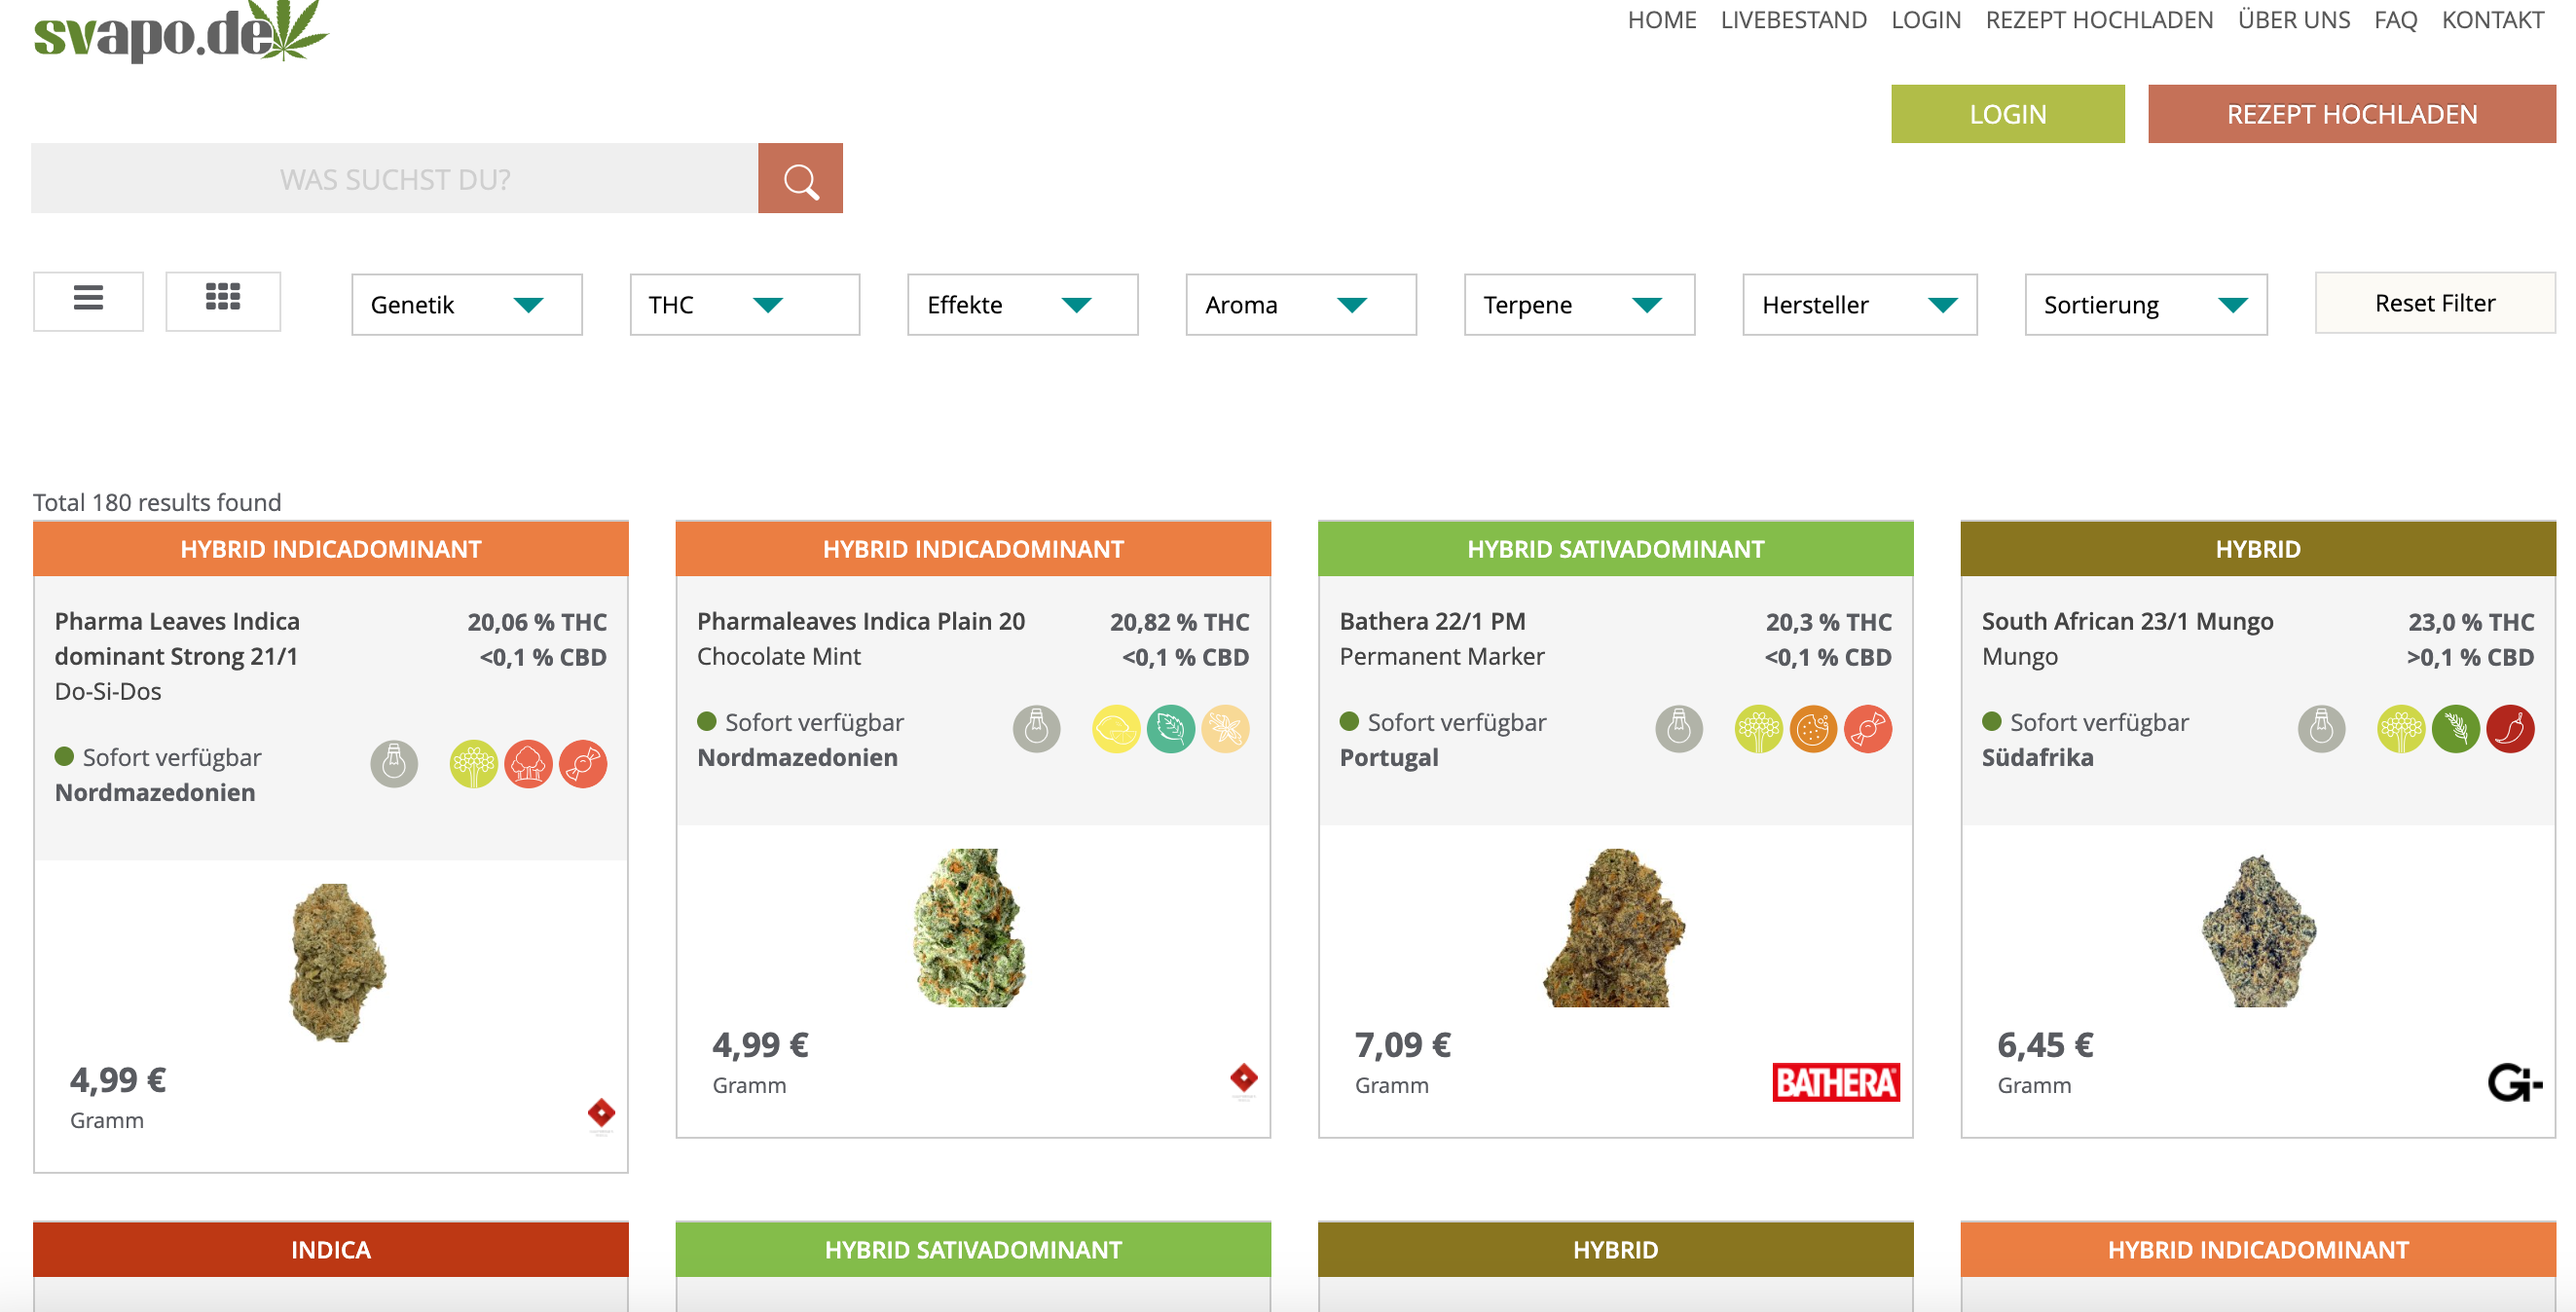 svapo.de
HOME LIVEBESTAND LOGIN REZEPT HOCHLADEN ÜBER UNS FAQ KONTAKT
LOGIN REZEPT HOCHLADEN
WAS SUCHST DU?
Genetik THC Effekte Aroma Terpene Hersteller Sortierung Reset Filter
Total 180 results found
HYBRID INDICADOMINANT
Pharma Leaves Indica
dominant Strong 21/1
Do-Si-Dos
20,06 % THC
<0,1 % CBD
Sofort verfügbar
Nordmazedonien
4,99 €
Gramm
HYBRID INDICADOMINANT
Pharmaleaves Indica Plain 20
Chocolate Mint
20,82 % THC
<0,1 % CBD
Sofort verfügbar
Nordmazedonien
4,99 €
Gramm
HYBRID SATIVADOMINANT
Bathera 22/1 PM
Permanent Marker
20,3 % THC
<0,1 % CBD
Sofort verfügbar
Portugal
7,09 €
Gramm
BATHERA
HYBRID
South African 23/1 Mungo
Mungo
23,0 % THC
>0,1 % CBD
Sofort verfügbar
Südafrika
6,45 €
Gramm
INDICA
HYBRID SATIVADOMINANT
HYBRID
HYBRID INDICADOMINANT